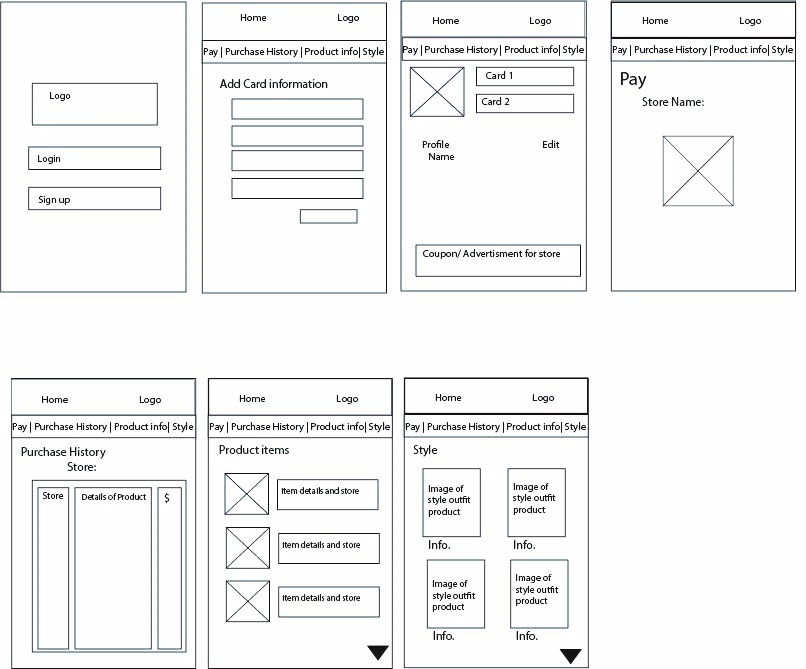 Logo
Login
Sign up
Home Logo
Pay | Purchase History | Product info| Style
Add Card information
Home Logo
Pay | Purchase History | Product info| Style
Card 1
Card 2
Profile Name
Edit
Coupon/ Advertisment for store
Home Logo
Pay | Purchase History | Product info| Style
Pay
Store Name:
Home Logo
Pay | Purchase History | Product info| Style
Purchase History
Store:
Store Details of Product $
Home Logo
Pay | Purchase History | Product info| Style
Product items
Item details and store
Item details and store
Item details and store
Home Logo
Pay | Purchase History | Product info| Style
Style
Image of
style outfit
product
Info.
Image of
style outfit
product
Info.
Image of
style outfit
product
Info.
Image of
style outfit
product
Info.